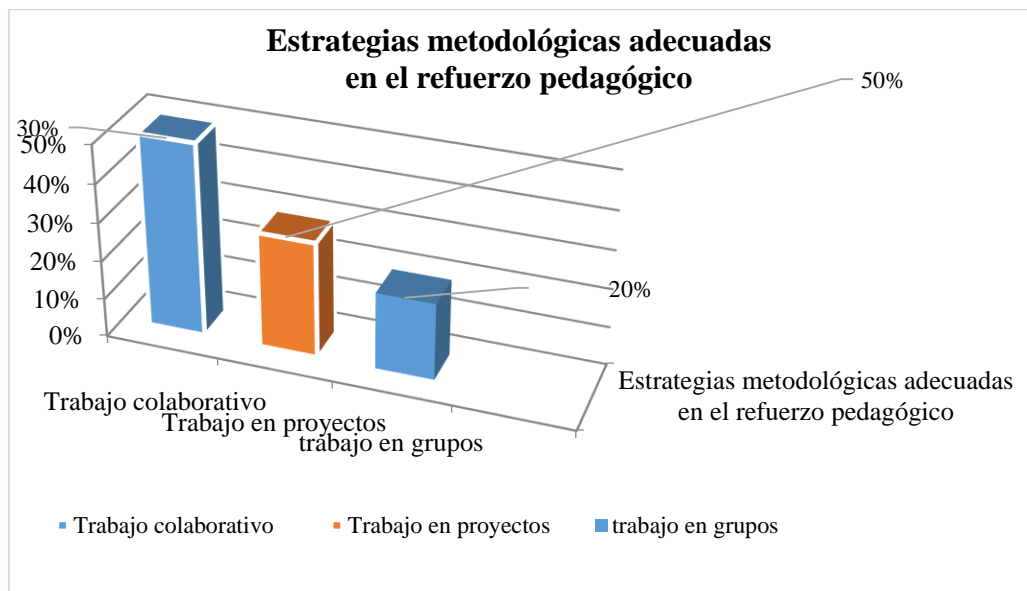 Estrategias metodológicas adecuadas
en el refuerzo pedagógico
50%
30%
50%
40%
30%
20%
10%
0%
20%
Trabajo colaborativo
Trabajo en proyectos
trabajo en grupos
Estrategias metodológicas adecuadas
en el refuerzo pedagógico
Trabajo colaborativo
Trabajo en proyectos
trabajo en grupos